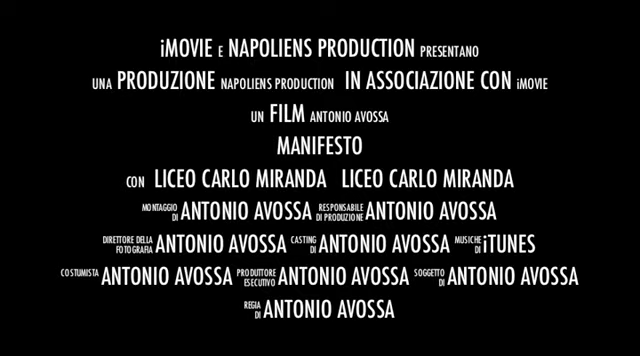 iMOVIE E NAPOLIENS PRODUCTION PRESENTANO
UNA PRODUZIONE NAPOLIENS PRODUCTION IN ASSOCIAZIONE CON iMOVIE
UN FILM ANTONIO AVOSSA
MANIFESTO
CON LICEO CARLO MIRANDA LICEO CARLO MIRANDA
MONTAGGIO DI ANTONIO AVOSSA RESPONSABILE DI PRODUZIONE ANTONIO AVOSSA
DIRETTORE DELLA FOTOGRAFIA ANTONIO AVOSSA CASTING DI ANTONIO AVOSSA MUSICHE DI iTUNES
COSTUMISTA ANTONIO AVOSSA PRODUTTORE ESECUTIVO ANTONIO AVOSSA SOGGETTO DI ANTONIO AVOSSA
REGIA DI ANTONIO AVOSSA